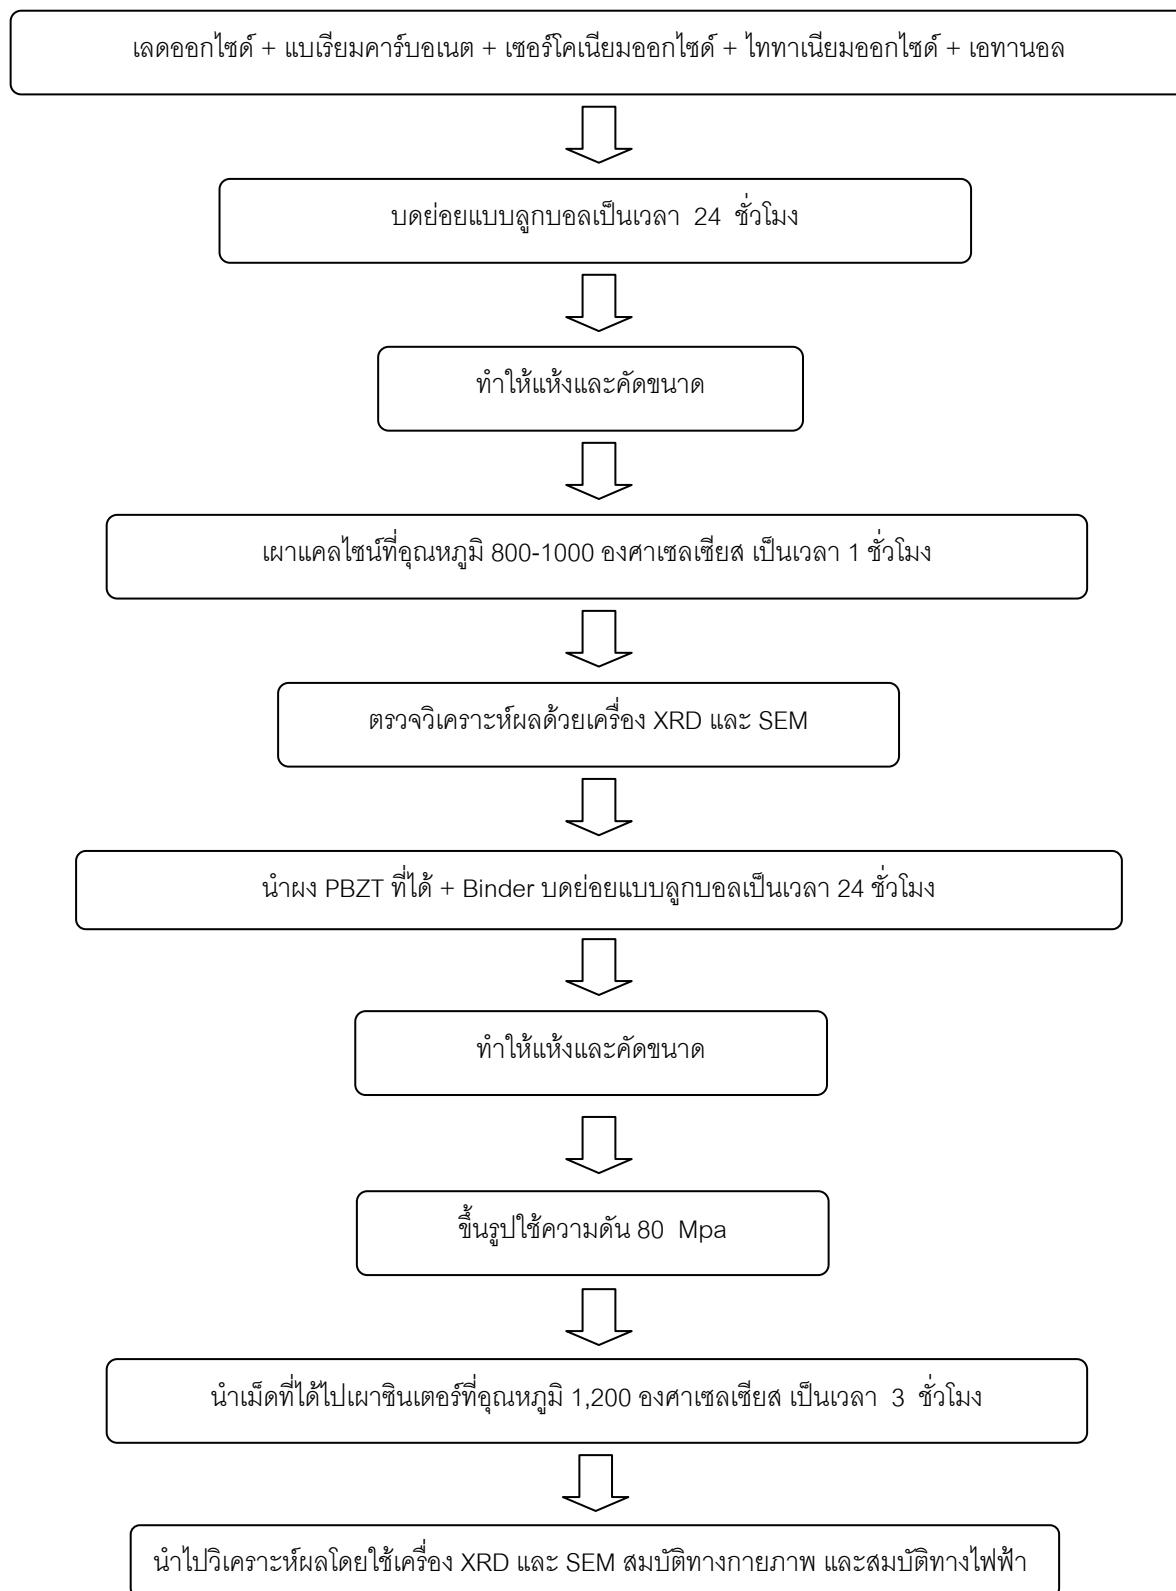 เลดออกไซด์ + แบเรียมคาร์บอเนต + เซอร์โคเนียมออกไซด์ + ไททาเนียมออกไซด์ + เอทานอล
บดย่อยแบบลูกบอลเป็นเวลา 24 ชั่วโมง
ทำให้แห้งและคัดขนาด
เผาแคลไซน์ที่อุณหภูมิ 800-1000 องศาเซลเซียส เป็นเวลา 1 ชั่วโมง
ตรวจวิเคราะห์ผลด้วยเครื่อง XRD และ SEM
นำผง PBZT ที่ได้ + Binder บดย่อยแบบลูกบอลเป็นเวลา 24 ชั่วโมง
ทำให้แห้งและคัดขนาด
ขึ้นรูปใช้ความดัน 80 Mpa
นำเม็ดที่ได้ไปเผาซินเตอร์ที่อุณหภูมิ 1,200 องศาเซลเซียส เป็นเวลา 3 ชั่วโมง
นำไปวิเคราะห์ผลโดยใช้เครื่อง XRD และ SEM สมบัติทางกายภาพ และสมบัติทางไฟฟ้า